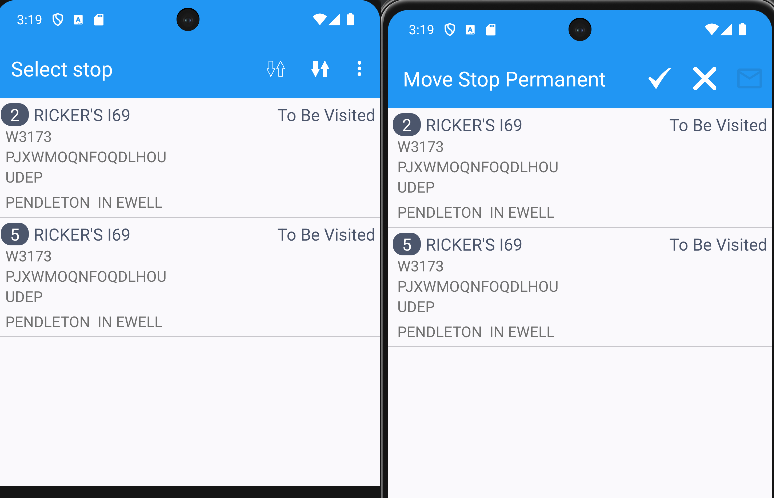 3:19
Select stop
2 RICKER'S I69 To Be Visited
W3173
PJXWMOQNFOQDLHOU
UDEP
PENDLETON IN EWELL
5 RICKER'S I69 To Be Visited
W3173
PJXWMOQNFOQDLHOU
UDEP
PENDLETON IN EWELL
3:19
Move Stop Permanent
2 RICKER'S I69 To Be Visited
W3173
PJXWMOQNFOQDLHOU
UDEP
PENDLETON IN EWELL
5 RICKER'S I69 To Be Visited
W3173
PJXWMOQNFOQDLHOU
UDEP
PENDLETON IN EWELL